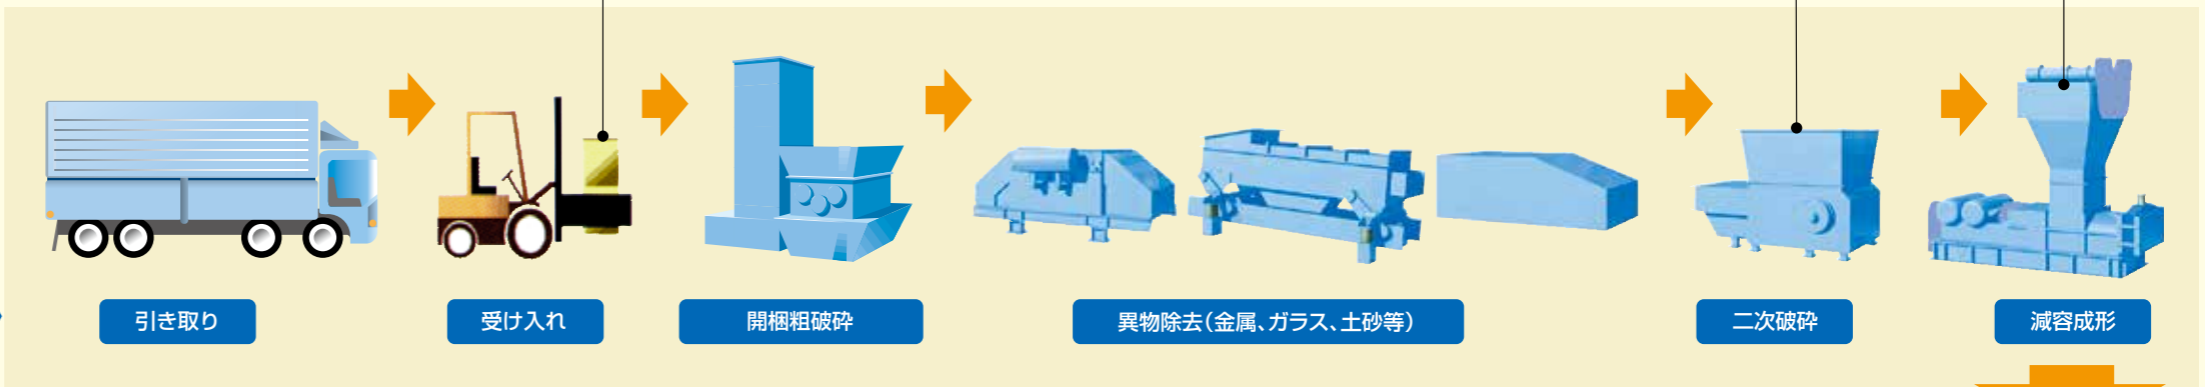 引き取り
受け入れ
開梱粗破砕
異物除去(金属、ガラス、土砂等)
二次破砕
減容成形